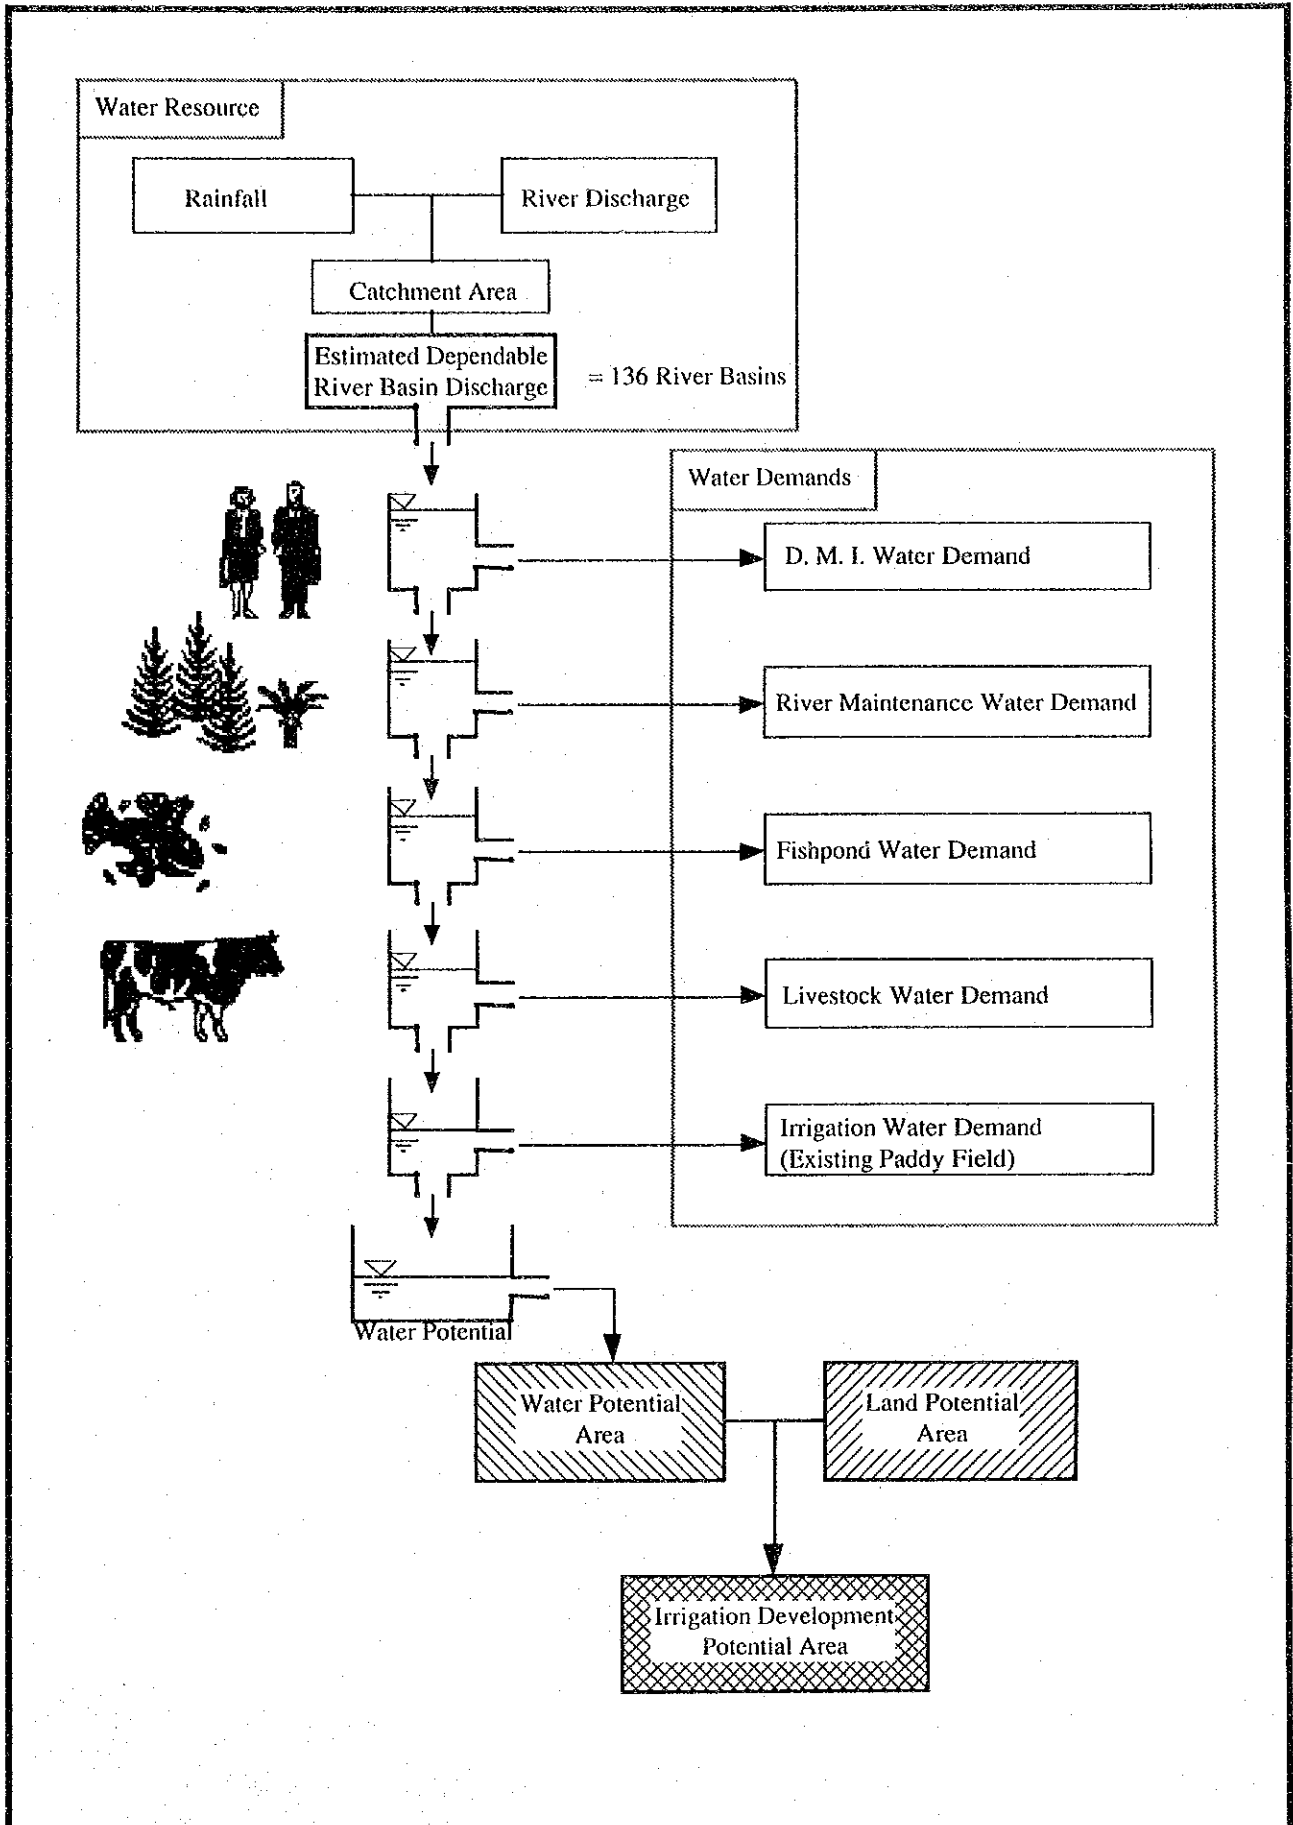 Water Resource
Rainfall
River Discharge
Catchment Area
Estimated Dependable
River Basin Discharge
= 136 River Basins
Water Demands
D. M. I. Water Demand
River Maintenance Water Demand
Fishpond Water Demand
Livestock Water Demand
Irrigation Water Demand
(Existing Paddy Field)
Water Potential
Water Potential
Area
Land Potential
Area
Irrigation Development
Potential Area